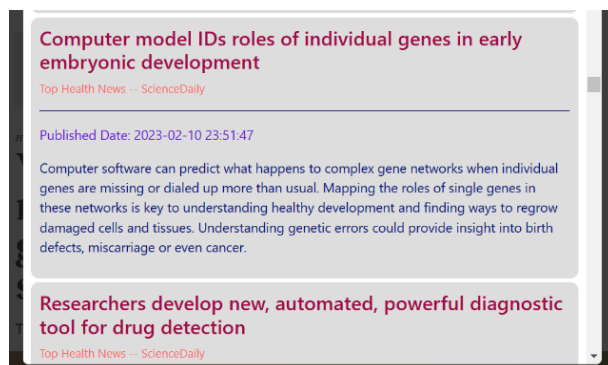 Computer model IDs roles of individual genes in early
embryonic development
Top Health News -- ScienceDaily
Published Date: 2023-02-10 23:51:47
Computer software can predict what happens to complex gene networks when individual
genes are missing or dialed up more than usual. Mapping the roles of single genes in
these networks is key to understanding healthy development and finding ways to regrow
damaged cells and tissues. Understanding genetic errors could provide insight into birth
defects, miscarriage or even cancer.
Researchers develop new, automated, powerful diagnostic
tool for drug detection
Top Health News -- ScienceDaily